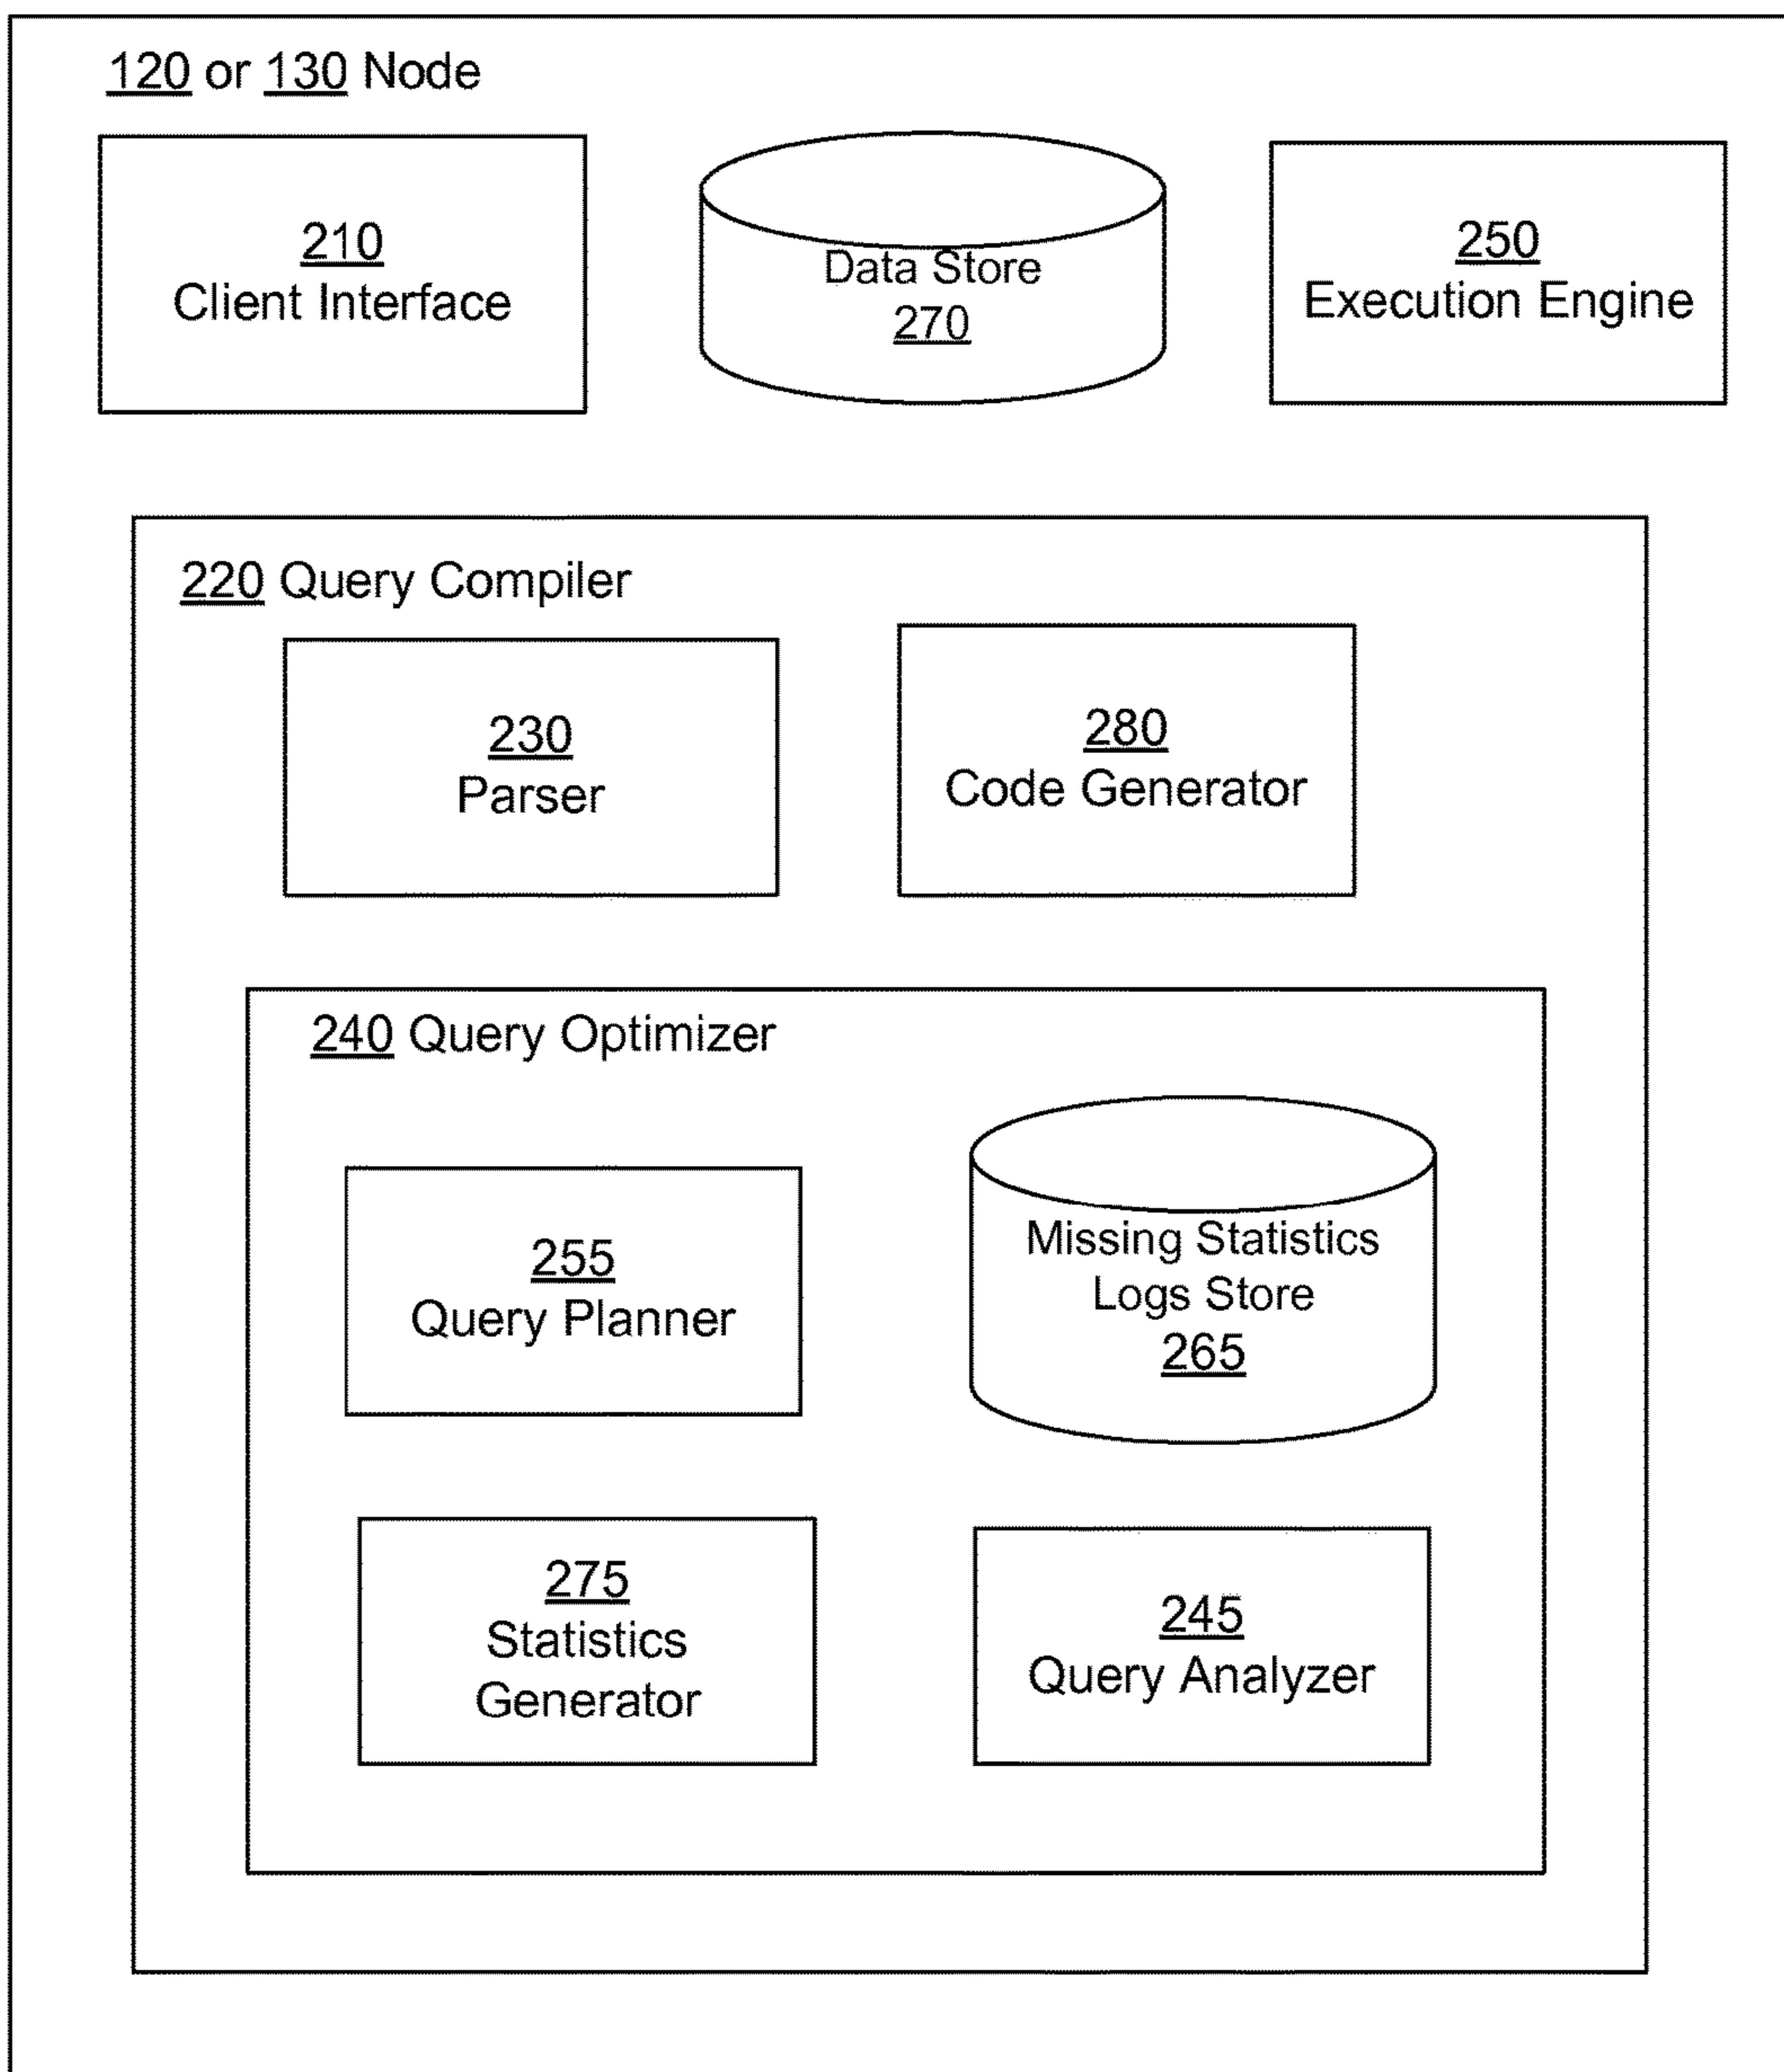 120 or 130 Node
210
Client Interface
Data Store
270
250
Execution Engine
220 Query Compiler
230
Parser
280
Code Generator
240 Query Optimizer
255
Query Planner
Missing Statistics
Logs Store
265
275
Statistics
Generator
245
Query Analyzer